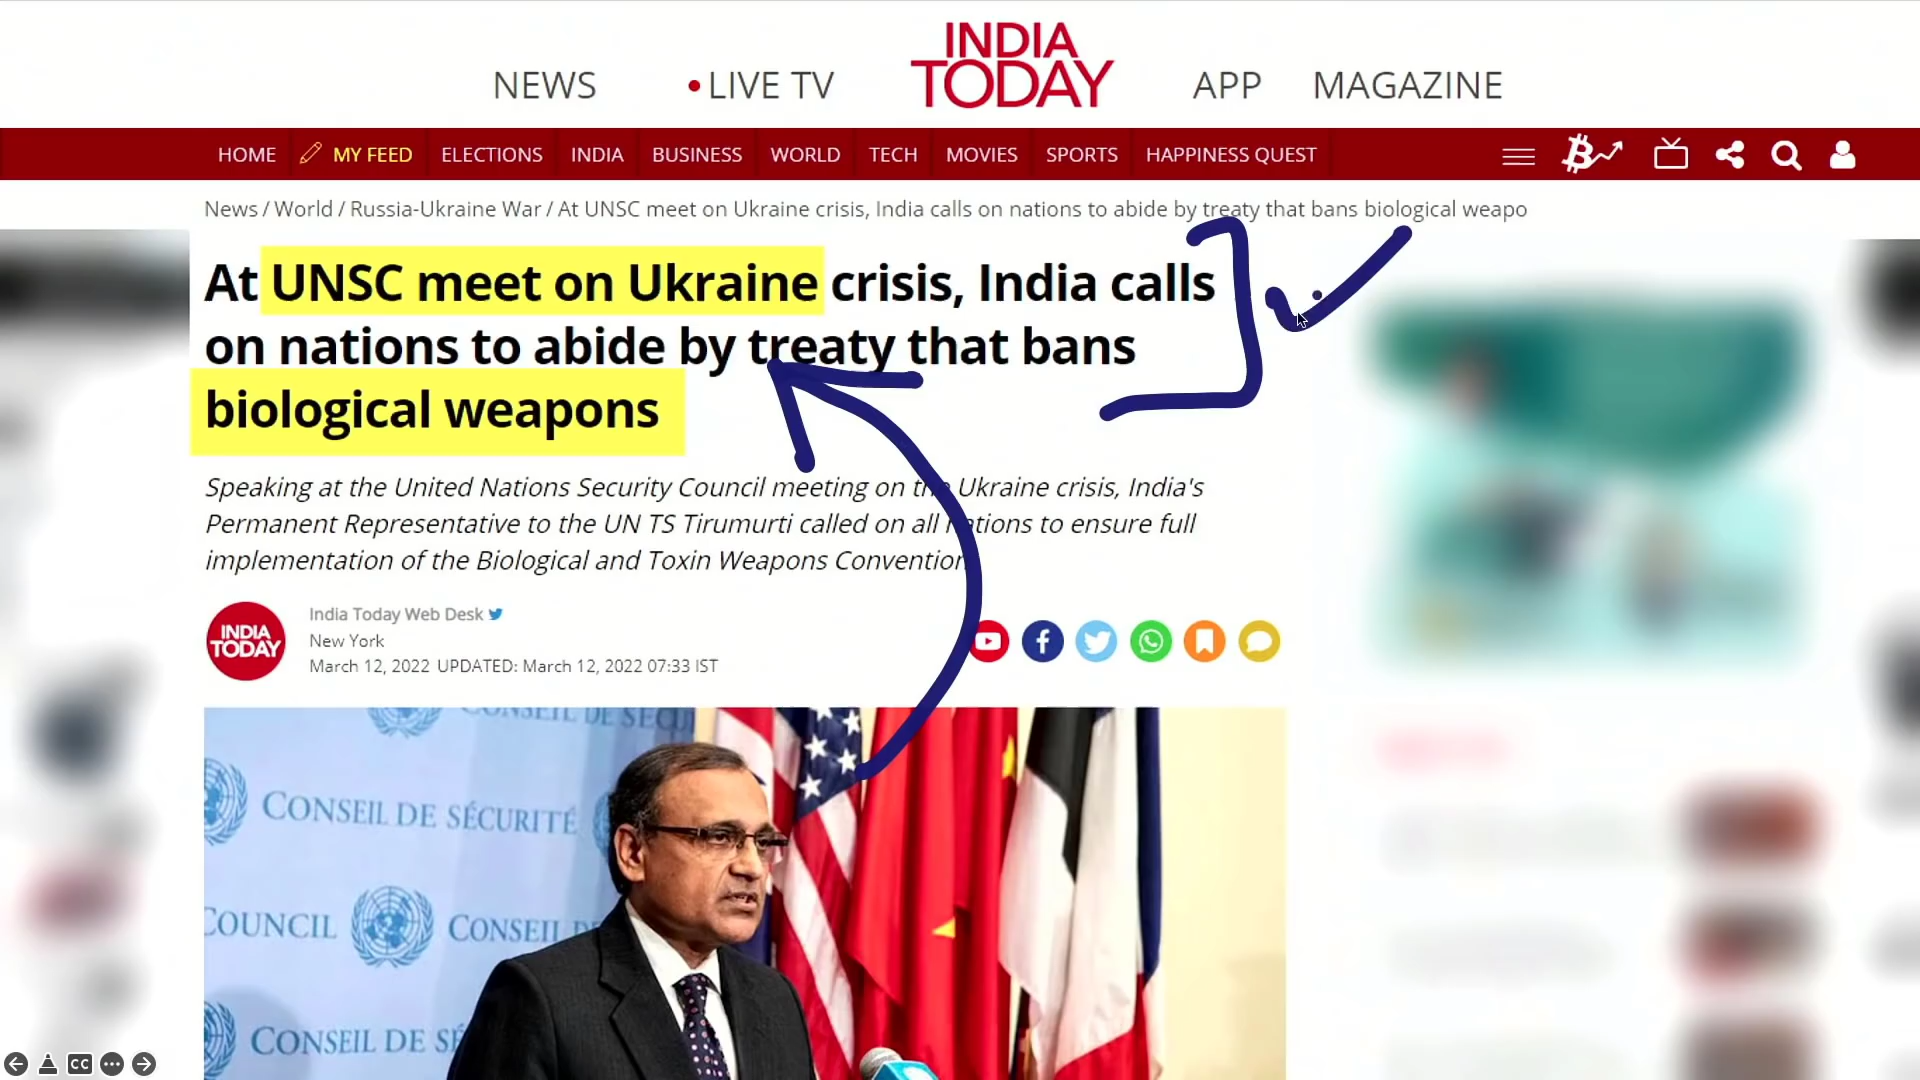 INDIA
TODAY
NEWS
LIVE TV
APP
MAGAZINE
HOME
MY FEED
ELECTIONS
INDIA
BUSINESS
WORLD
TECH
MOVIES
SPORTS
HAPPINESS QUEST
News / World / Russia-Ukraine War / At UNSC meet on Ukraine crisis, India calls on nations to abide by treaty that bans biological weapo
At UNSC meet on Ukraine crisis, India calls
on nations to abide by treaty that bans
biological weapons
Speaking at the United Nations Security Council meeting on the Ukraine crisis, India's
Permanent Representative to the UN TS Tirumurti called on all nations to ensure full
implementation of the Biological and Toxin Weapons Convention
INDIA
TODAY
India Today Web Desk
New York
March 12, 2022 UPDATED: March 12, 2022 07:33 IST
CONSEIL DE SÉCU
CONSEIL DE SÉCURITÉ
COUNCIL
CONSEIL D
CONSEIL DE SÉ
CC